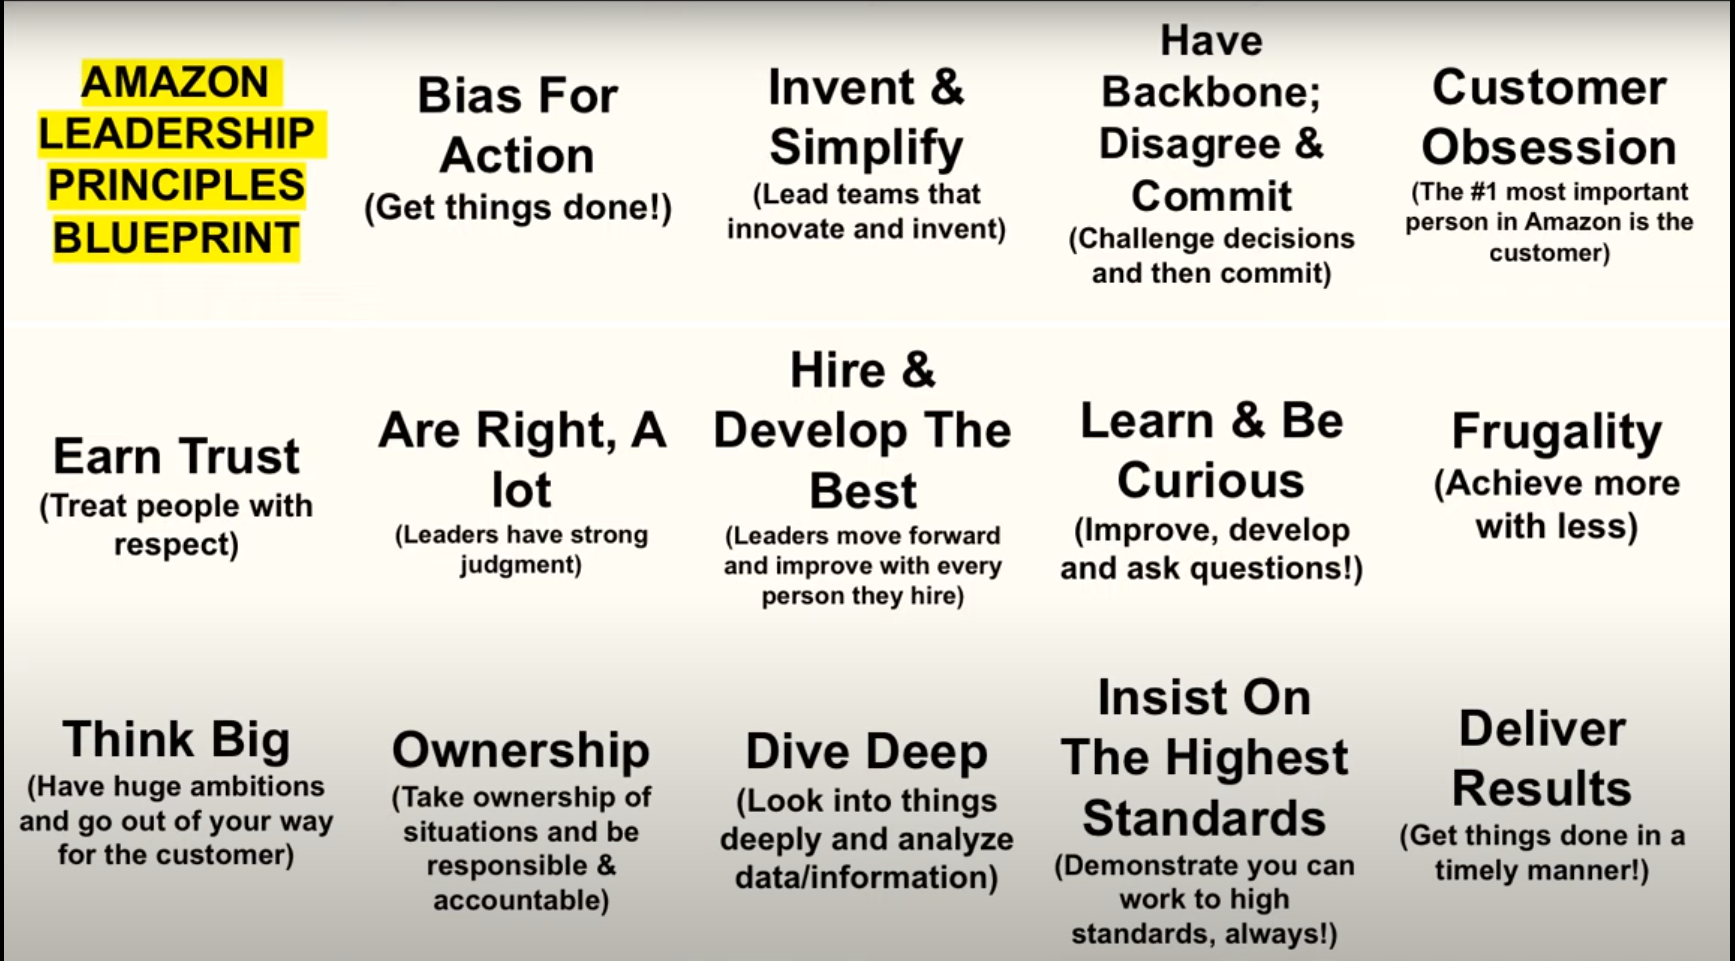 AMAZON
LEADERSHIP
PRINCIPLES
BLUEPRINT
Bias For
Action
(Get things done!)
Invent &
Simplify
(Lead teams that
innovate and invent)
Have
Backbone;
Disagree &
Commit
(Challenge decisions
and then commit)
Customer
Obsession
(The #1 most important
person in Amazon is the
customer)
Earn Trust
(Treat people with
respect)
Are Right, A
lot
(Leaders have strong
judgment)
Hire &
Develop The
Best
(Leaders move forward
and improve with every
person they hire)
Learn & Be
Curious
(Improve, develop
and ask questions!)
Frugality
(Achieve more
with less)
Think Big
(Have huge ambitions
and go out of your way
for the customer)
Ownership
(Take ownership of
situations and be
responsible &
accountable)
Dive Deep
(Look into things
deeply and analyze
data/information)
Insist On
The Highest
Standards
(Demonstrate you can
work to high
standards, always!)
Deliver
Results
(Get things done in a
timely manner!)